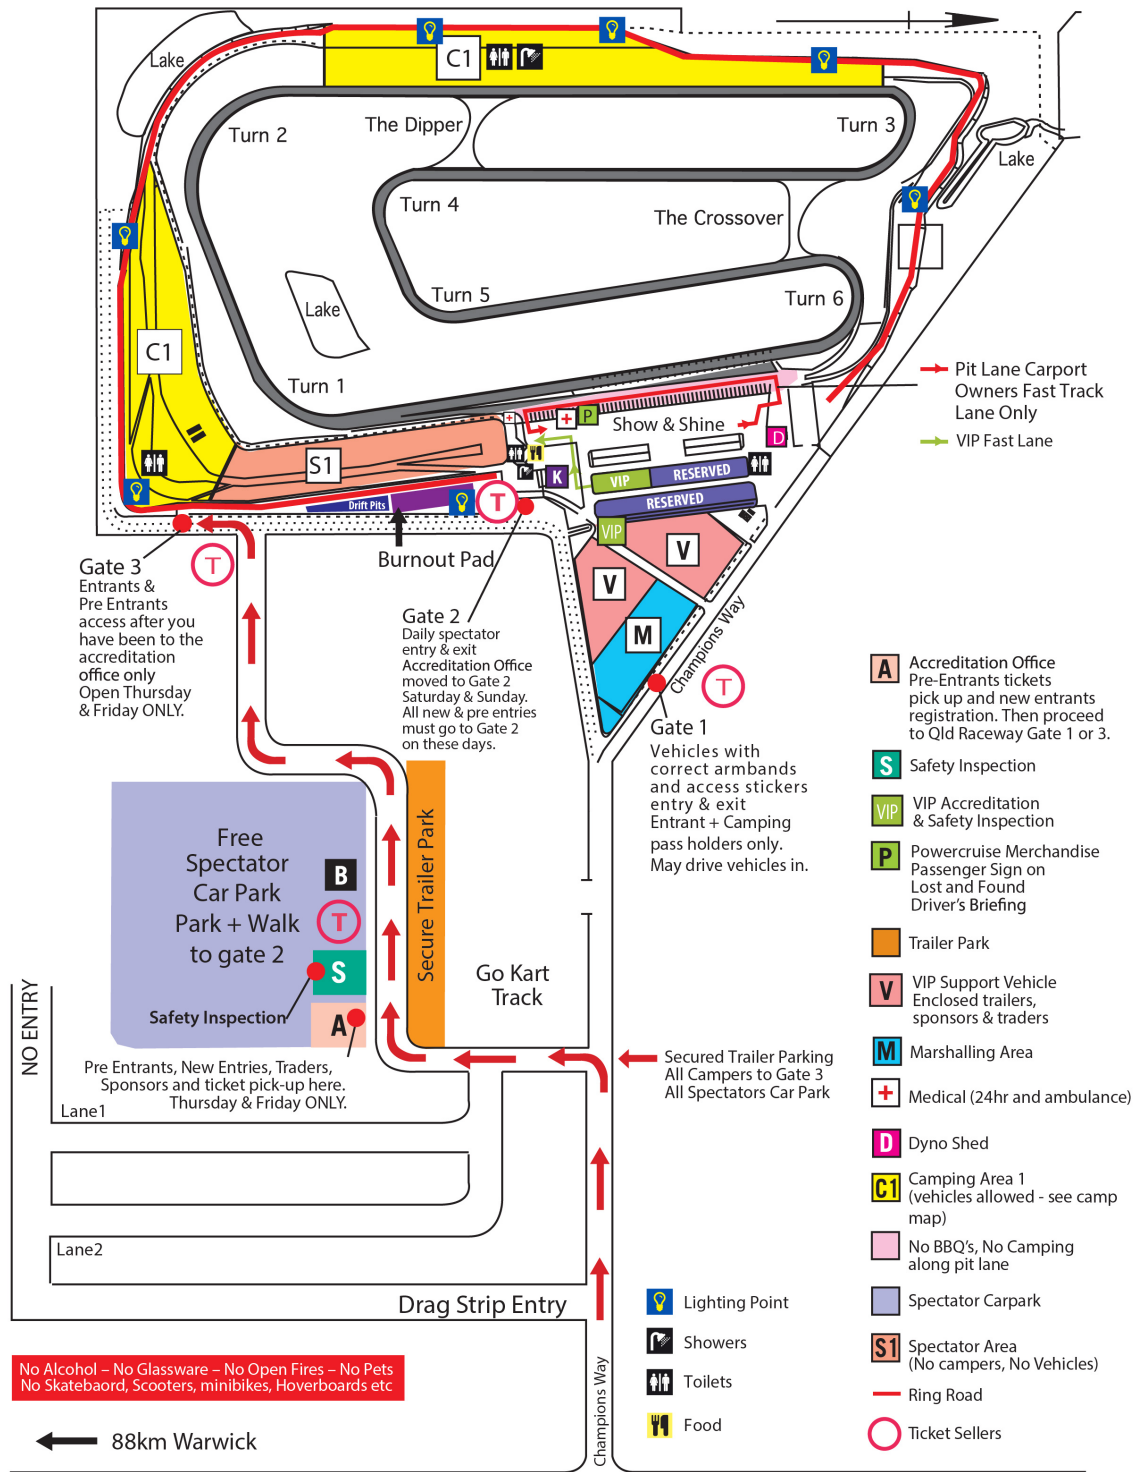 Lake
C1
Turn 2
The Dipper
Turn 3
Lake
Turn 4
The Crossover
Turn 5
Lake
Turn 6
C1
Turn 1
Pit Lane Carport
Owners Fast Track
Lane Only
VIP Fast Lane
P
Show & Shine
D
S1
K
VIP
RESERVED
RESERVED
Drift Pits
T
VIP
V
V
M
Burnout Pad
Gate 3
Entrants &
Pre Entrants
access after you
have been to the
accreditation
office only
Open Thursday
& Friday ONLY.
T
Gate 2
Daily spectator
entry & exit
Accreditation Office
moved to Gate 2
Saturday & Sunday.
All new & pre entries
must go to Gate 2
on these days.
Champions Way
T
Gate 1
Vehicles with
correct armbands
and access stickers
entry & exit
Entrant + Camping
pass holders only.
May drive vehicles in.
Free
Spectator
Car Park
Park + Walk
to gate 2
B
T
S
A
Safety Inspection
Secure Trailer Park
Go Kart
Track
Pre Entrants, New Entries, Traders,
Sponsors and ticket pick-up here.
Thursday & Friday ONLY.
NO ENTRY
Lane1
Lane2
Drag Strip Entry
Secured Trailer Parking
All Campers to Gate 3
All Spectators Car Park
Champions Way
No Alcohol – No Glassware – No Open Fires – No Pets
No Skatebaord, Scooters, minibikes, Hoverboards etc
88km Warwick
Lighting Point
Showers
Toilets
Food
A Accreditation Office
Pre-Entrants tickets
pick up and new entrants
registration. Then proceed
to Qld Raceway Gate 1 or 3.
S Safety Inspection
VIP VIP Accreditation
& Safety Inspection
P Powercruise Merchandise
Passenger Sign on
Lost and Found
Driver's Briefing
Trailer Park
V VIP Support Vehicle
Enclosed trailers,
sponsors & traders
M Marshalling Area
Medical (24hr and ambulance)
D Dyno Shed
C1 Camping Area 1
(vehicles allowed - see camp
map)
No BBQ's, No Camping
along pit lane
Spectator Carpark
S1 Spectator Area
(No campers, No Vehicles)
Ring Road
Ticket Sellers